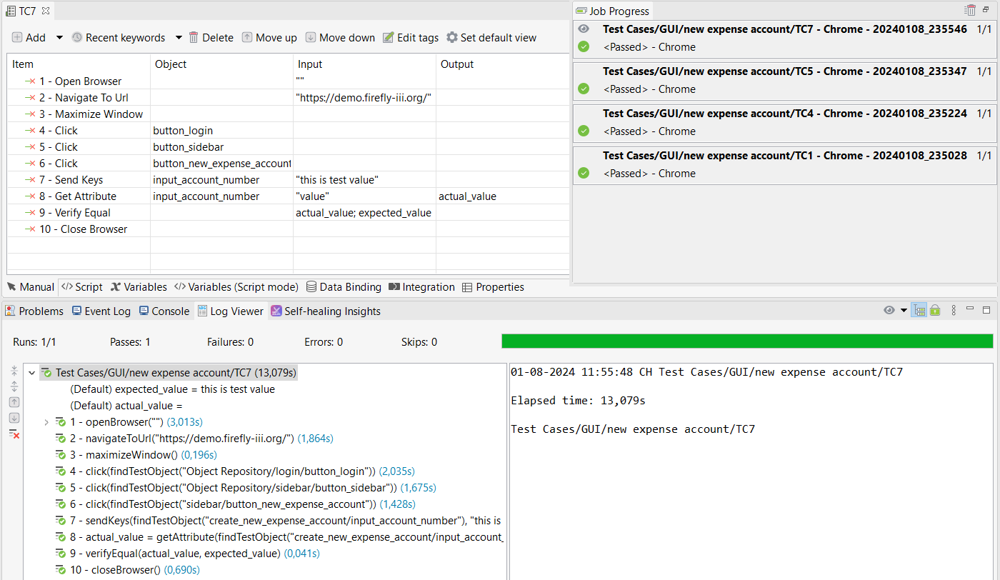 TC7
Add Recent keywords Delete Move up Move down Edit tags Set default view
Item Object Input Output
1 - Open Browser ""
2 - Navigate To Url "https://demo.firefly-iii.org/"
3 - Maximize Window
4 - Click button_login
5 - Click button_sidebar
6 - Click button_new_expense_account
7 - Send Keys input_account_number "this is test value"
8 - Get Attribute input_account_number "value" actual_value
9 - Verify Equal actual_value; expected_value
10 - Close Browser
Manual Script Variables Variables (Script mode) Data Binding Integration Properties
Job Progress
Test Cases/GUI/new expense account/TC7 - Chrome - 20240108_235546 1/1
<Passed> - Chrome
Test Cases/GUI/new expense account/TC5 - Chrome - 20240108_235347 1/1
<Passed> - Chrome
Test Cases/GUI/new expense account/TC4 - Chrome - 20240108_235224 1/1
<Passed> - Chrome
Test Cases/GUI/new expense account/TC1 - Chrome - 20240108_235028 1/1
<Passed> - Chrome
Problems Event Log Console Log Viewer Self-healing Insights
Runs: 1/1 Passes: 1 Failures: 0 Errors: 0 Skips: 0
Test Cases/GUI/new expense account/TC7 (13,079s)
(Default) expected_value = this is test value
(Default) actual_value =
1 - openBrowser("") (3,013s)
2 - navigateToUrl("https://demo.firefly-iii.org/") (1,864s)
3 - maximizeWindow() (0,196s)
4 - click(findTestObject("Object Repository/login/button_login")) (2,035s)
5 - click(findTestObject("Object Repository/sidebar/button_sidebar")) (1,675s)
6 - click(findTestObject("sidebar/button_new_expense_account")) (1,428s)
7 - sendKeys(findTestObject("create_new_expense_account/input_account_number"), "this is
8 - actual_value = getAttribute(findTestObject("create_new_expense_account/input_account_
9 - verifyEqual(actual_value, expected_value) (0,041s)
10 - closeBrowser() (0,690s)
01-08-2024 11:55:48 CH Test Cases/GUI/new expense account/TC7
Elapsed time: 13,079s
Test Cases/GUI/new expense account/TC7